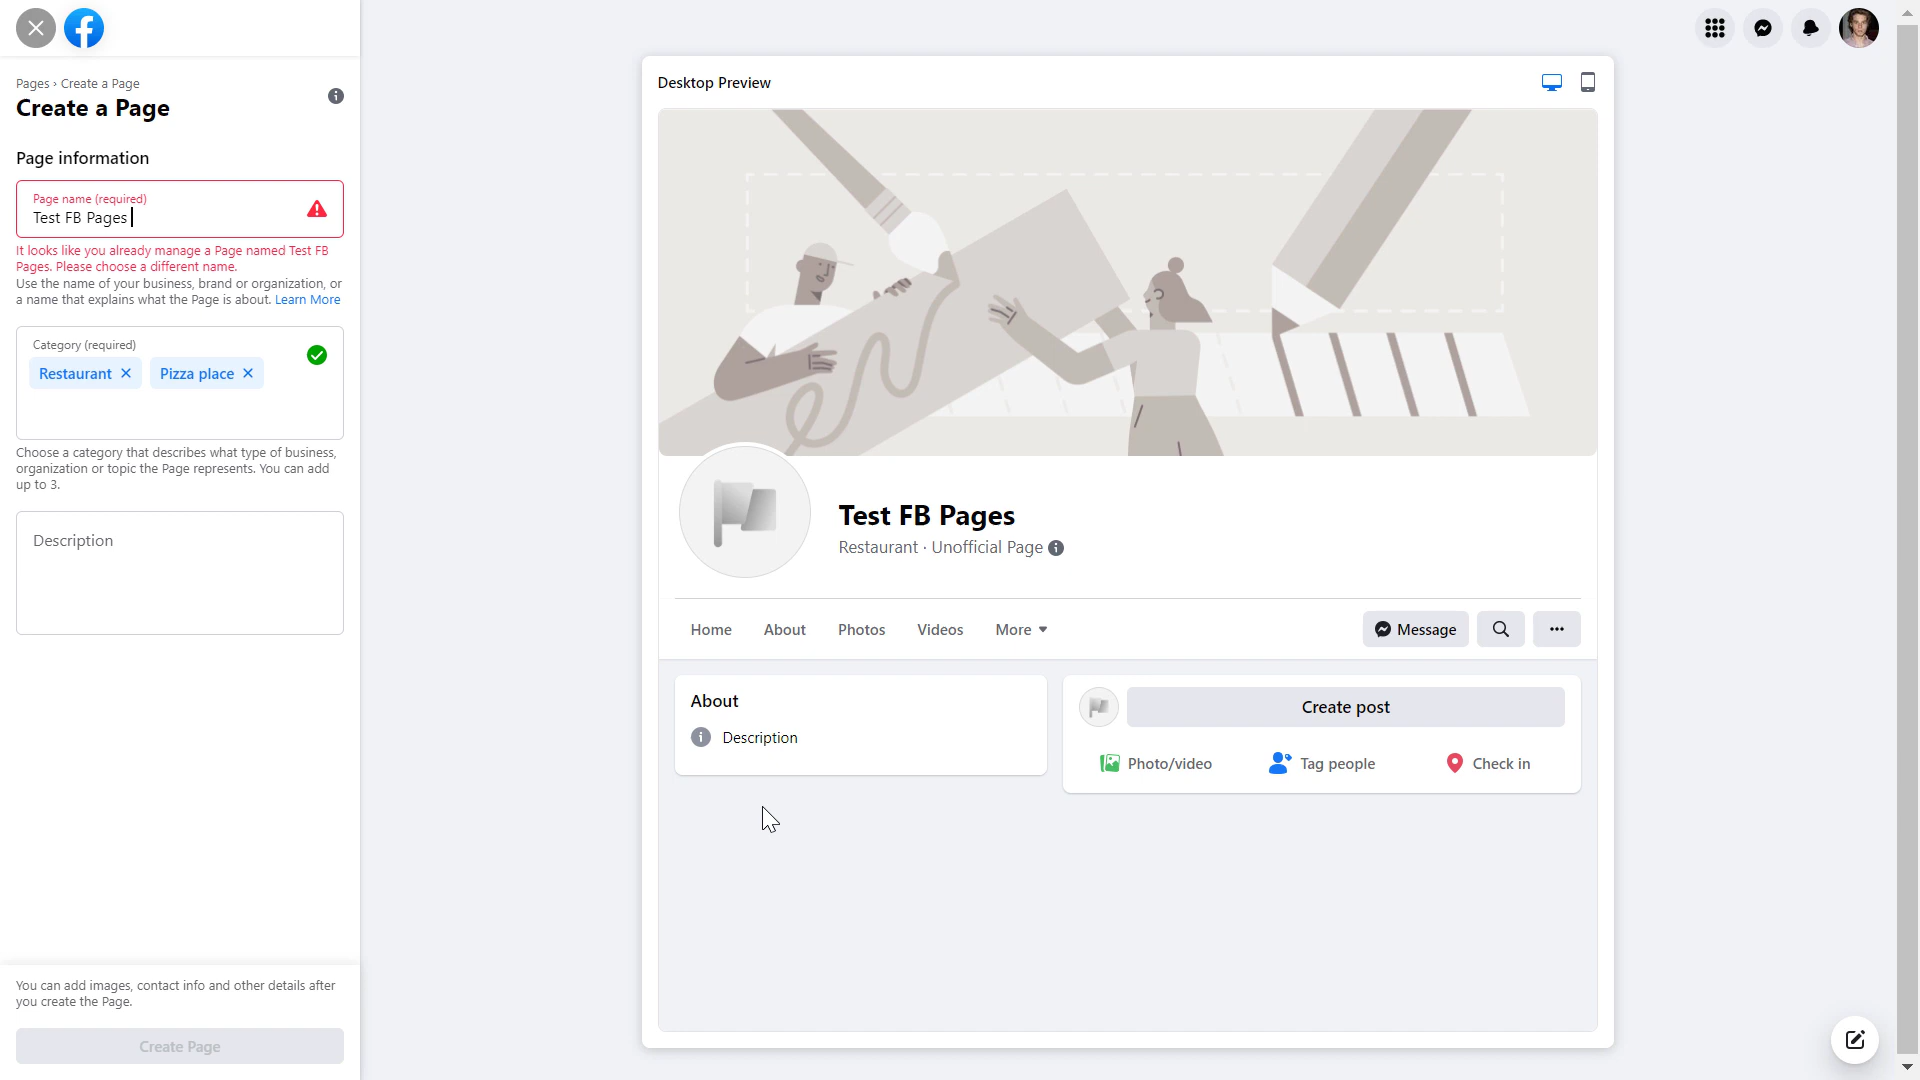 Pages › Create a Page
Create a Page
Page information
Page name (required)
Test FB Pages
It looks like you already manage a Page named Test FB
Pages. Please choose a different name.
Use the name of your business, brand or organization, or
a name that explains what the Page is about. Learn More
Category (required)
Restaurant
Pizza place
Choose a category that describes what type of business,
organization or topic the Page represents. You can add
up to 3.
Description
You can add images, contact info and other details after
you create the Page.
Create Page
Desktop Preview
Test FB Pages
Restaurant · Unofficial Page
Home
About
Photos
Videos
More
Message
About
Description
Create post
Photo/video
Tag people
Check in